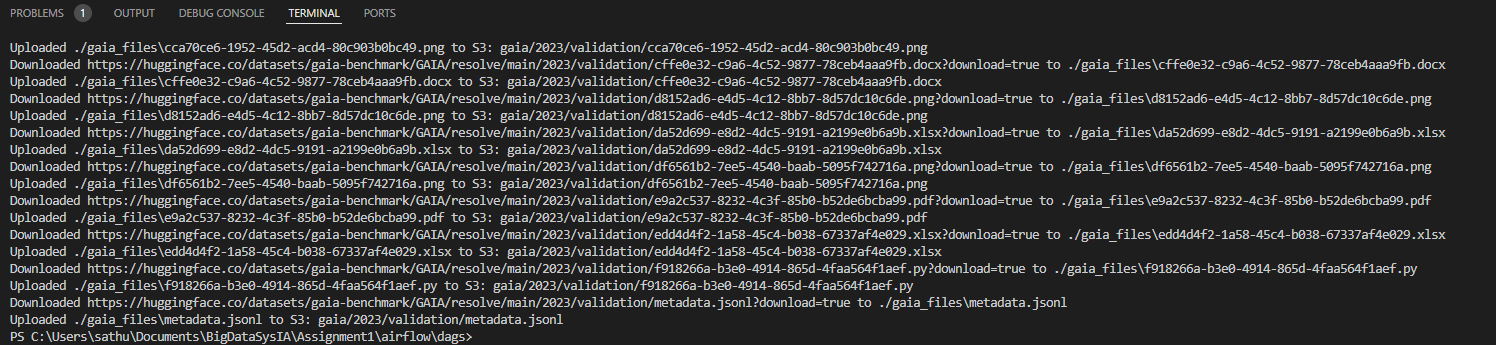 PROBLEMS 1 OUTPUT DEBUG CONSOLE TERMINAL PORTS
Uploaded ./gaia_files\cca70ce6-1952-45d2-acd4-80c903b0bc49.png to S3: gaia/2023/validation/cca70ce6-1952-45d2-acd4-80c903b0bc49.png
Downloaded https://huggingface.co/datasets/gaia-benchmark/GAIA/resolve/main/2023/validation/cffe0e32-c9a6-4c52-9877-78ceb4aaa9fb.docx?download=true to ./gaia_files\cffe0e32-c9a6-4c52-9877-78ceb4aaa9fb.docx
Uploaded ./gaia_files\cffe0e32-c9a6-4c52-9877-78ceb4aaa9fb.docx to S3: gaia/2023/validation/cffe0e32-c9a6-4c52-9877-78ceb4aaa9fb.docx
Downloaded https://huggingface.co/datasets/gaia-benchmark/GAIA/resolve/main/2023/validation/d8152ad6-e4d5-4c12-8bb7-8d57dc10c6de.png?download=true to ./gaia_files\d8152ad6-e4d5-4c12-8bb7-8d57dc10c6de.png
Uploaded ./gaia_files\d8152ad6-e4d5-4c12-8bb7-8d57dc10c6de.png to S3: gaia/2023/validation/d8152ad6-e4d5-4c12-8bb7-8d57dc10c6de.png
Downloaded https://huggingface.co/datasets/gaia-benchmark/GAIA/resolve/main/2023/validation/da52d699-e8d2-4dc5-9191-a2199e0b6a9b.xlsx?download=true to ./gaia_files\da52d699-e8d2-4dc5-9191-a2199e0b6a9b.xlsx
Uploaded ./gaia_files\da52d699-e8d2-4dc5-9191-a2199e0b6a9b.xlsx to S3: gaia/2023/validation/da52d699-e8d2-4dc5-9191-a2199e0b6a9b.xlsx
Downloaded https://huggingface.co/datasets/gaia-benchmark/GAIA/resolve/main/2023/validation/df6561b2-7ee5-4540-baab-5095f742716a.png?download=true to ./gaia_files\df6561b2-7ee5-4540-baab-5095f742716a.png
Uploaded ./gaia_files\df6561b2-7ee5-4540-baab-5095f742716a.png to S3: gaia/2023/validation/df6561b2-7ee5-4540-baab-5095f742716a.png
Downloaded https://huggingface.co/datasets/gaia-benchmark/GAIA/resolve/main/2023/validation/e9a2c537-8232-4c3f-85b0-b52de6bcba99.pdf?download=true to ./gaia_files\e9a2c537-8232-4c3f-85b0-b52de6bcba99.pdf
Uploaded ./gaia_files\e9a2c537-8232-4c3f-85b0-b52de6bcba99.pdf to S3: gaia/2023/validation/e9a2c537-8232-4c3f-85b0-b52de6bcba99.pdf
Downloaded https://huggingface.co/datasets/gaia-benchmark/GAIA/resolve/main/2023/validation/edd4d4f2-1a58-45c4-b038-67337af4e029.xlsx?download=true to ./gaia_files\edd4d4f2-1a58-45c4-b038-67337af4e029.xlsx
Uploaded ./gaia_files\edd4d4f2-1a58-45c4-b038-67337af4e029.xlsx to S3: gaia/2023/validation/edd4d4f2-1a58-45c4-b038-67337af4e029.xlsx
Downloaded https://huggingface.co/datasets/gaia-benchmark/GAIA/resolve/main/2023/validation/f918266a-b3e0-4914-865d-4faa564f1aef.py?download=true to ./gaia_files\f918266a-b3e0-4914-865d-4faa564f1aef.py
Uploaded ./gaia_files\f918266a-b3e0-4914-865d-4faa564f1aef.py to S3: gaia/2023/validation/f918266a-b3e0-4914-865d-4faa564f1aef.py
Downloaded https://huggingface.co/datasets/gaia-benchmark/GAIA/resolve/main/2023/validation/metadata.jsonl?download=true to ./gaia_files\metadata.jsonl
Uploaded ./gaia_files\metadata.jsonl to S3: gaia/2023/validation/metadata.jsonl
PS C:\Users\sathu\Documents\BigDataSysIA\Assignment1\airflow\dags>